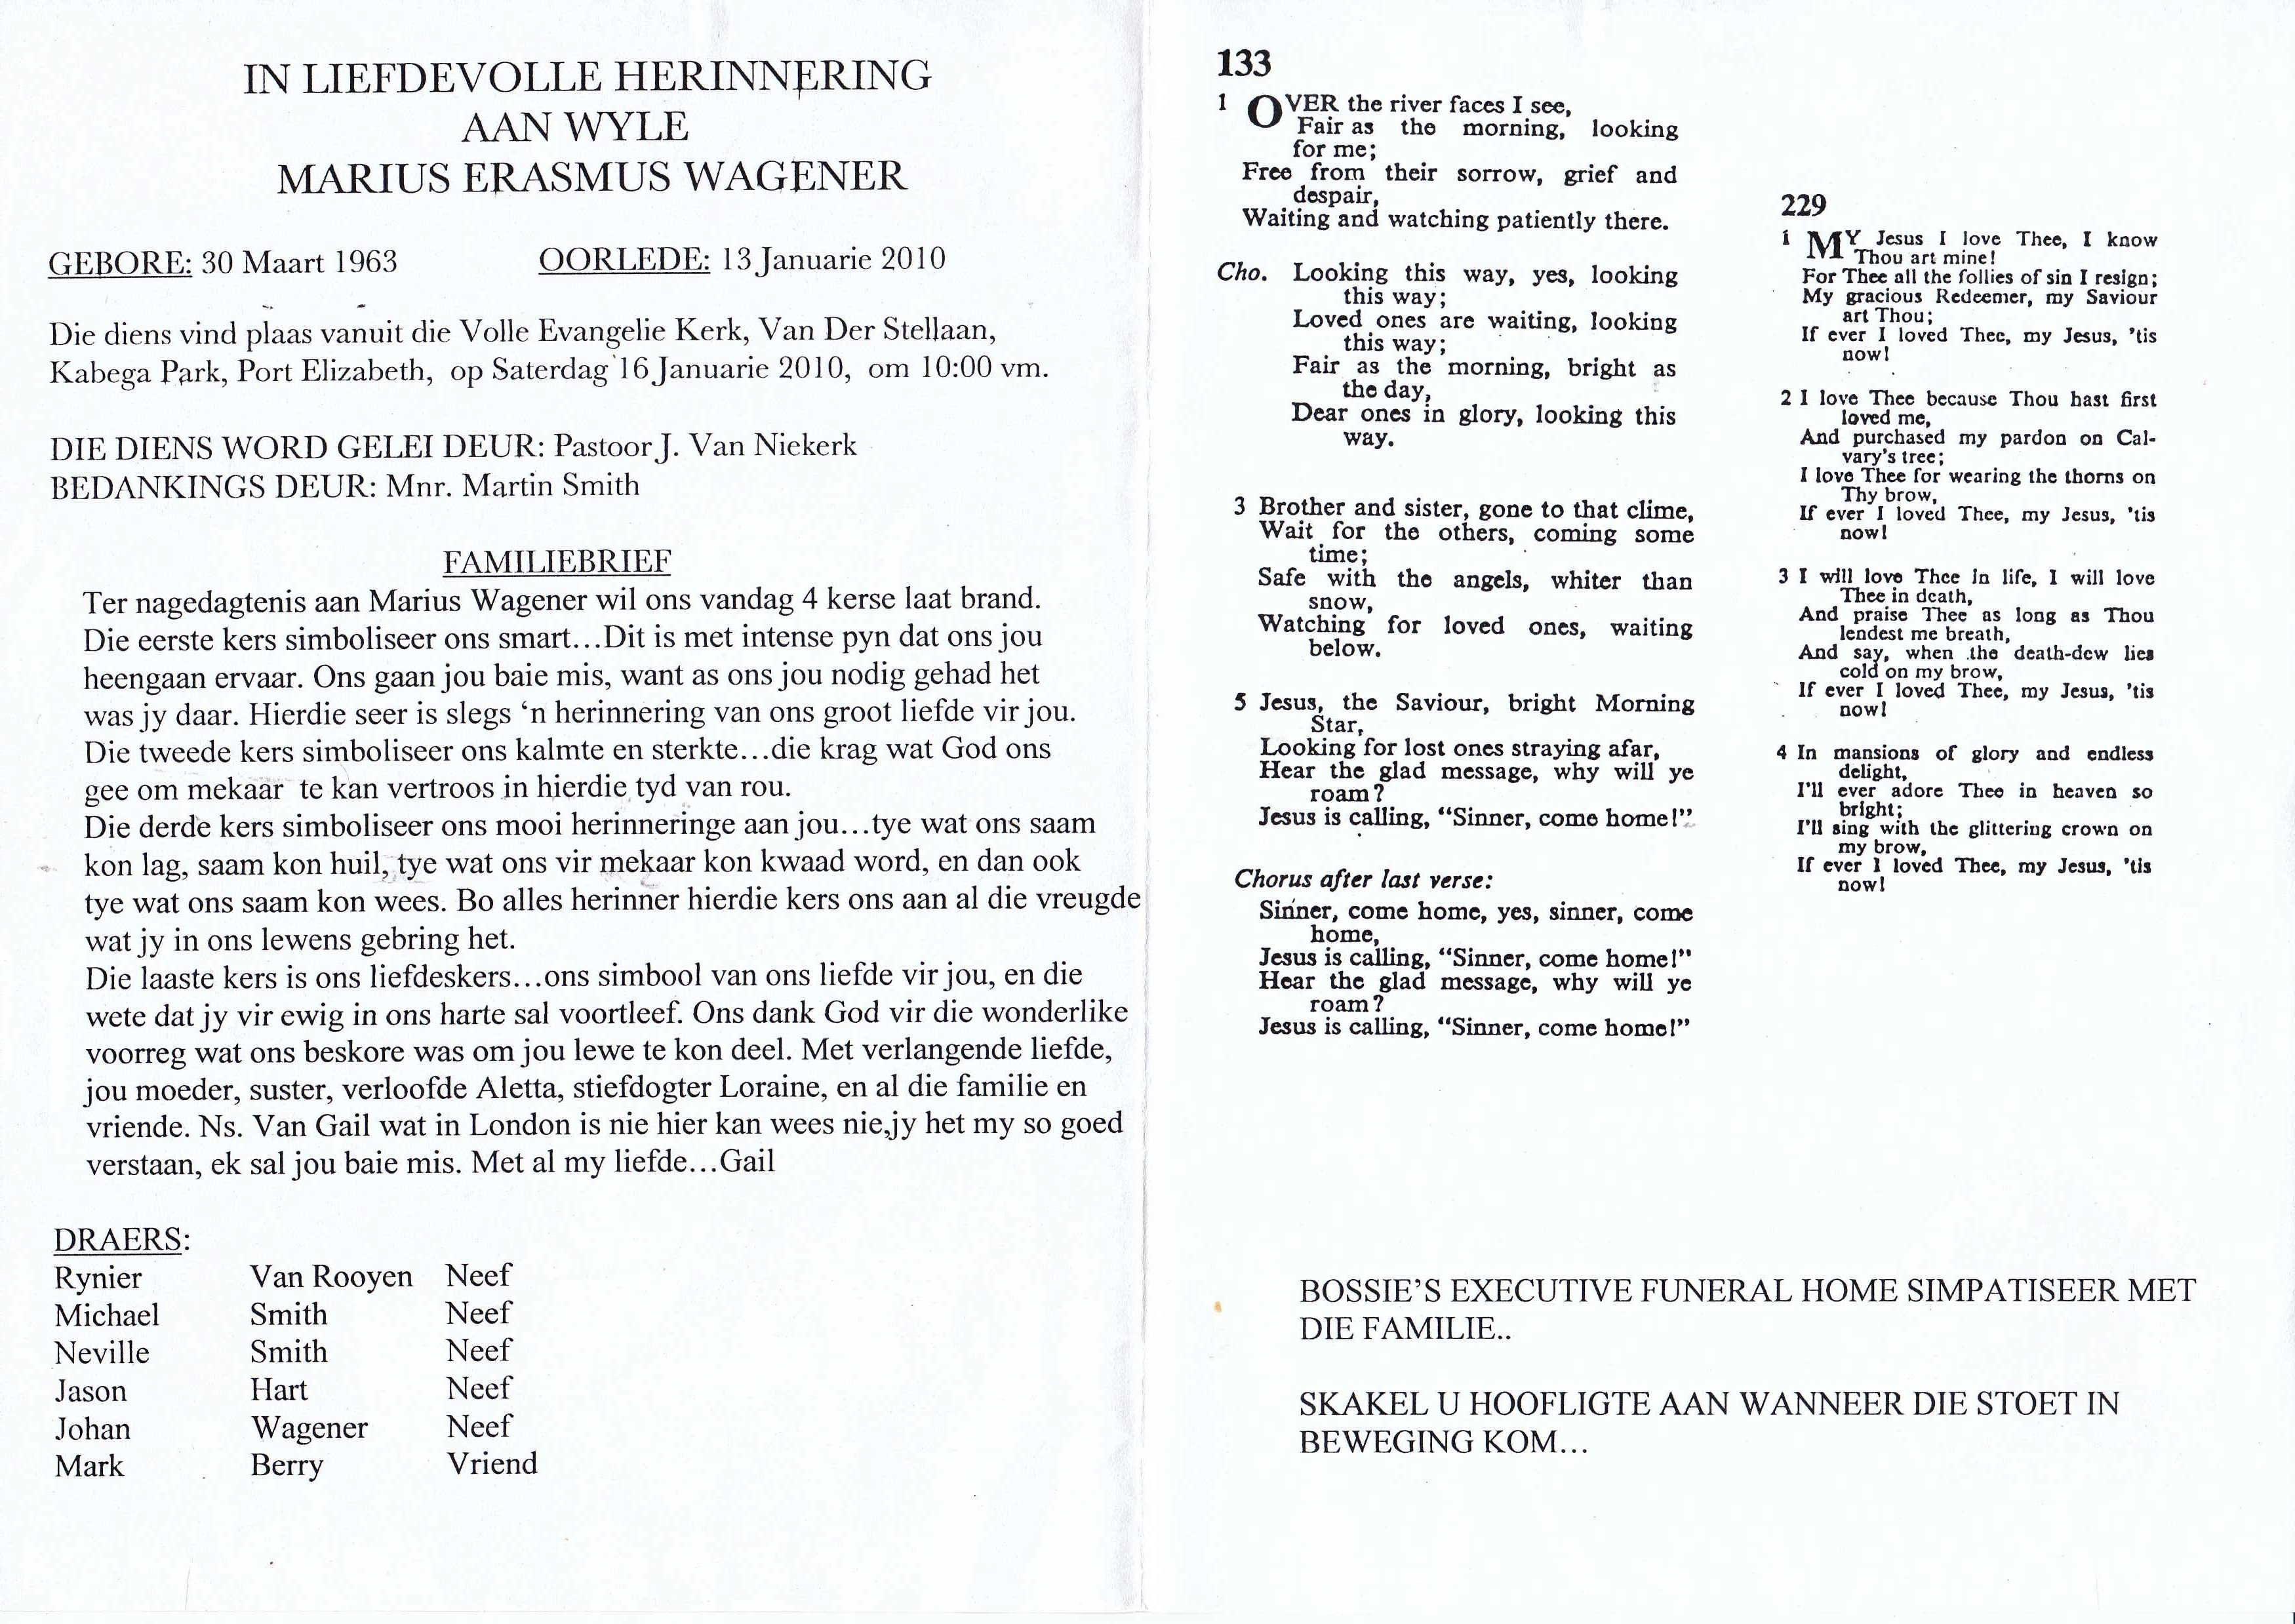 IN LIEFDEVOLLE HERINNERING
AAN WYLE
MARIUS ERASMUS WAGENER
GEBORE: 30 Maart 1963 OORLEDE: 13 Januarie 2010
Die diens vind plaas vanuit die Volle Evangelie Kerk, Van Der Stellaan,
Kabega Park, Port Elizabeth, op Saterdag 16 Januarie 2010, om 10:00 vm.
DIE DIENS WORD GELEI DEUR: Pastoor J. Van Niekerk
BEDANKINGS DEUR: Mnr. Martin Smith
FAMILIEBRIEF
Ter nagedagtenis aan Marius Wagener wil ons vandag 4 kerse laat brand.
Die eerste kers simboliseer ons smart…Dit is met intense pyn dat ons jou
heengaan ervaar. Ons gaan jou baie mis, want as ons jou nodig gehad het
was jy daar. Hierdie seer is slegs ‘n herinnering van ons groot liefde vir jou.
Die tweede kers simboliseer ons kalmte en sterkte…die krag wat God ons
gee om mekaar te kan vertroos in hierdie tyd van rou.
Die derde kers simboliseer ons mooi herinneringe aan jou…tye wat ons saam
kon lag, saam kon huil, tye wat ons vir mekaar kon kwaad word, en dan ook
tye wat ons saam kon wees. Bo alles herinner hierdie kers ons aan al die vreugde
wat jy in ons lewens gebring het.
Die laaste kers is ons liefdeskers…ons simbool van ons liefde vir jou, en die
wete dat jy vir ewig in ons harte sal voortleef. Ons dank God vir die wonderlike
voorreg wat ons beskore was om jou lewe te kon deel. Met verlangende liefde,
jou moeder, suster, verloofde Aletta, stiefdogter Loraine, en al die familie en
vriende. Ns. Van Gail wat in London is nie hier kan wees nie,jy het my so goed
verstaan, ek sal jou baie mis. Met al my liefde…Gail
DRAERS:
Rynier Van Rooyen Neef
Michael Smith Neef
Neville Smith Neef
Jason Hart Neef
Johan Wagener Neef
Mark Berry Vriend
133
1 OVER the river faces I see,
Fair as the morning, looking
for me;
Free from their sorrow, grief and
despair,
Waiting and watching patiently there.
Cho. Looking this way, yes, looking
this way;
Loved ones are waiting, looking
this way;
Fair as the morning, bright as
the day,
Dear ones in glory, looking this
way.
3 Brother and sister, gone to that clime,
Wait for the others, coming some
time;
Safe with the angels, whiter than
snow,
Watching for loved ones, waiting
below.
5 Jesus, the Saviour, bright Morning
Star,
Looking for lost ones straying afar,
Hear the glad message, why will ye
roam?
Jesus is calling, “Sinner, come home!”
Chorus after last verse:
Sinner, come home, yes, sinner, come
home,
Jesus is calling, “Sinner, come home!”
Hear the glad message, why will ye
roam?
Jesus is calling, “Sinner, come home!”
229
1 MY Jesus I love Thee, I know
Thou art mine!
For Thee all the follies of sin I resign;
My gracious Redeemer, my Saviour
art Thou;
If ever I loved Thee, my Jesus, ’tis
now!
2 I love Thee because Thou hast first
loved me,
And purchased my pardon on Cal-
vary’s tree;
I love Thee for wearing the thorns on
Thy brow,
If ever I loved Thee, my Jesus, ’tis
now!
3 I will love Thee in life, I will love
Thee in death,
And praise Thee as long as Thou
lendest me breath,
And say, when the death-dew lies
cold on my brow,
If ever I loved Thee, my Jesus, ’tis
now!
4 In mansions of glory and endless
delight,
I’ll ever adore Thee in heaven so
bright;
I’ll sing with the glittering crown on
my brow,
If ever I loved Thee, my Jesus, ’tis
now!
BOSSIE’S EXECUTIVE FUNERAL HOME SIMPATISEER MET
DIE FAMILIE..
SKAKEL U HOOFLIGTE AAN WANNEER DIE STOET IN
BEWEGING KOM…